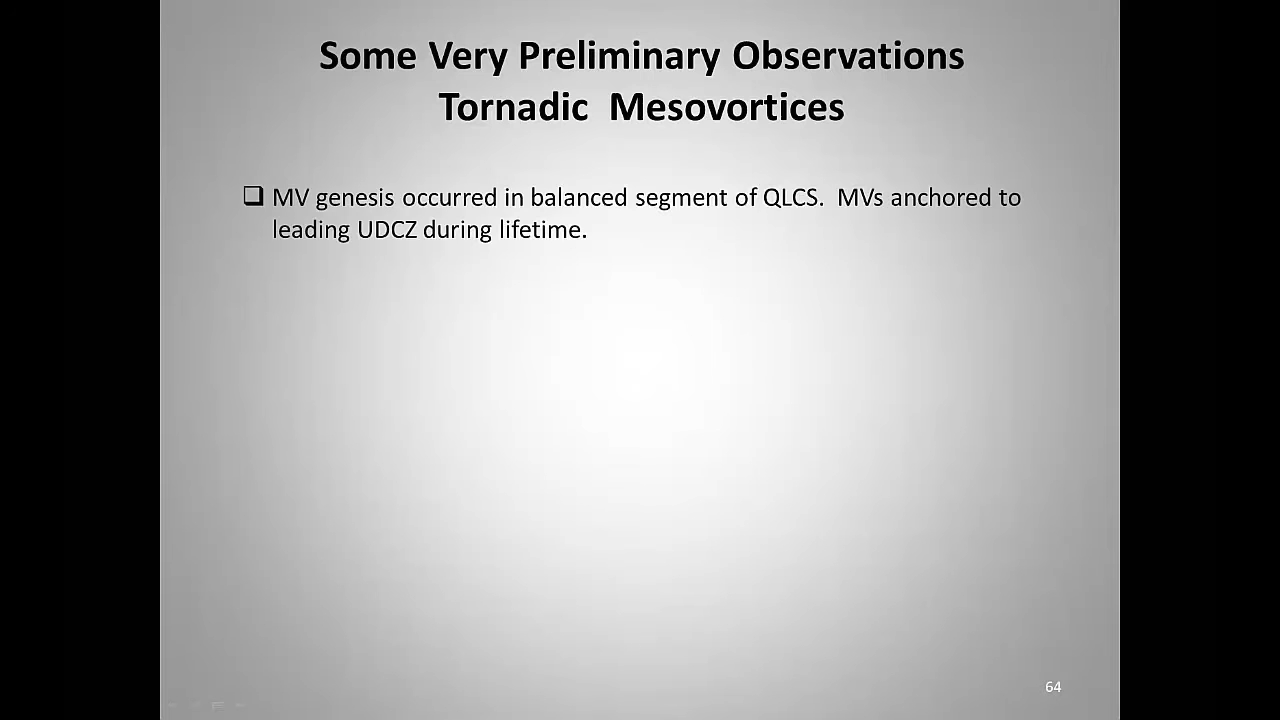 Some Very Preliminary Observations
Tornadic  Mesovortices
❑ MV genesis occurred in balanced segment of QLCS.  MVs anchored to
leading UDCZ during lifetime.
64